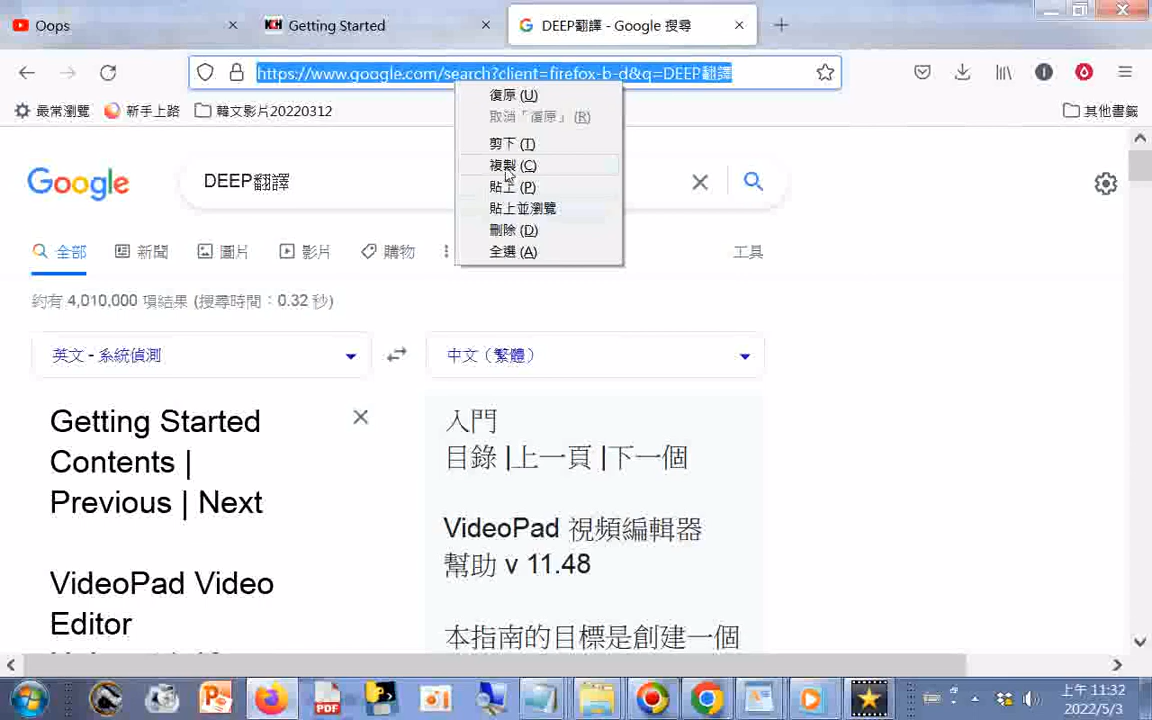 Oops
Getting Started
DEEP翻譯 - Google 搜尋
https://www.google.com/search?client=firefox-b-d&q=DEEP翻譯
最常瀏覽
新手上路
韓文影片20220312
其他書籤
復原 (U)
取消「復原」 (R)
剪下 (T)
複製 (C)
貼上 (P)
貼上並瀏覽
刪除 (D)
全選 (A)
Google
DEEP翻譯
全部
新聞
圖片
影片
購物
工具
約有 4,010,000 項結果 (搜尋時間：0.32 秒)
英文 - 系統偵測
中文（繁體）
Getting Started
Contents |
Previous | Next
VideoPad Video
Editor
入門
目錄 |上一頁 |下一個
VideoPad 視頻編輯器
幫助 v 11.48
本指南的目標是創建一個
PDF
上午 11:32
2022/5/3